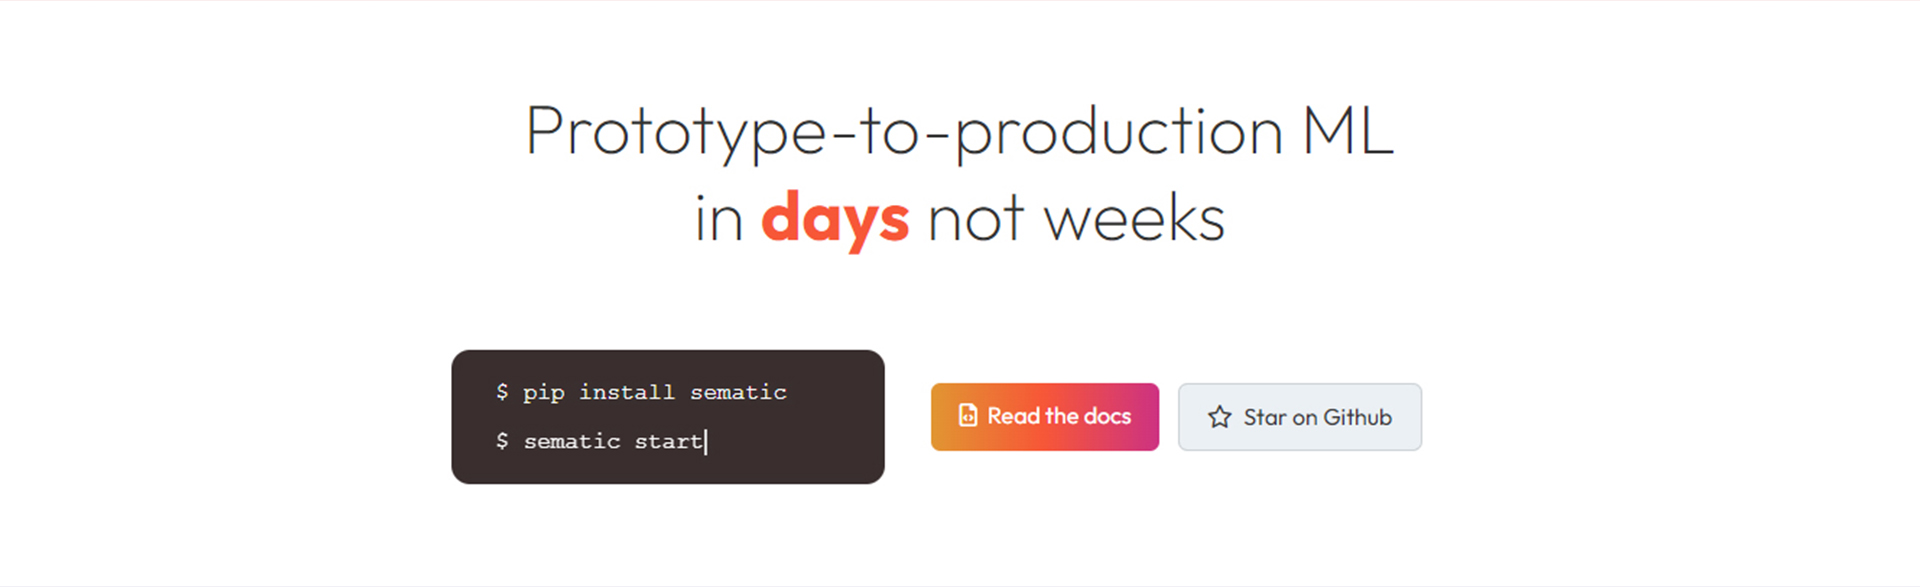 Prototype-to-production ML
in days not weeks
$ pip install sematic
$ sematic start
Read the docs
Star on Github